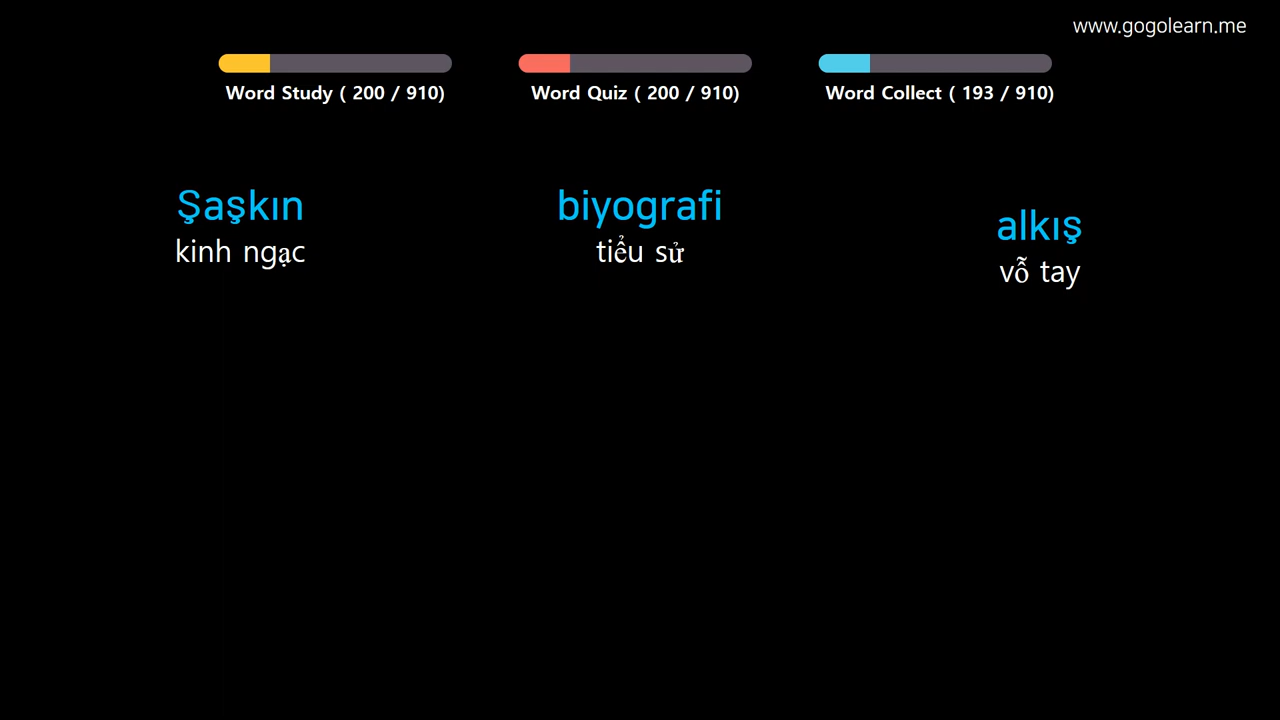 www.gogolearn.me
Word Study ( 200 / 910)
Word Quiz ( 200 / 910)
Word Collect ( 193 / 910)
Şaşkın
kinh ngạc
biyografi
tiểu sử
alkış
vỗ tay